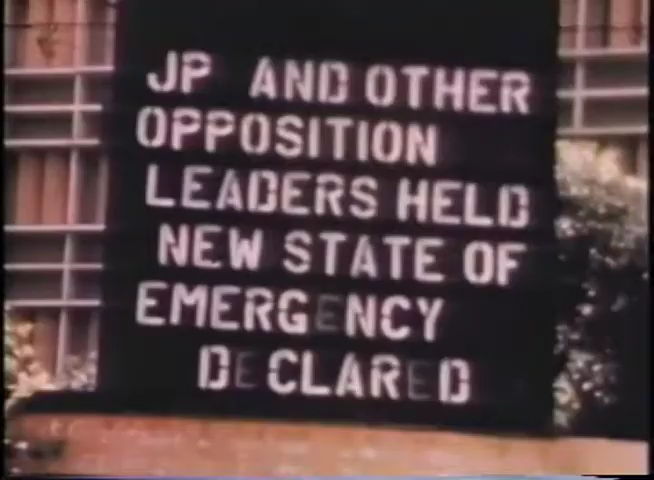 JP AND OTHER
OPPOSITION
LEADERS HELD
NEW STATE OF
EMERGENCY
DECLARED